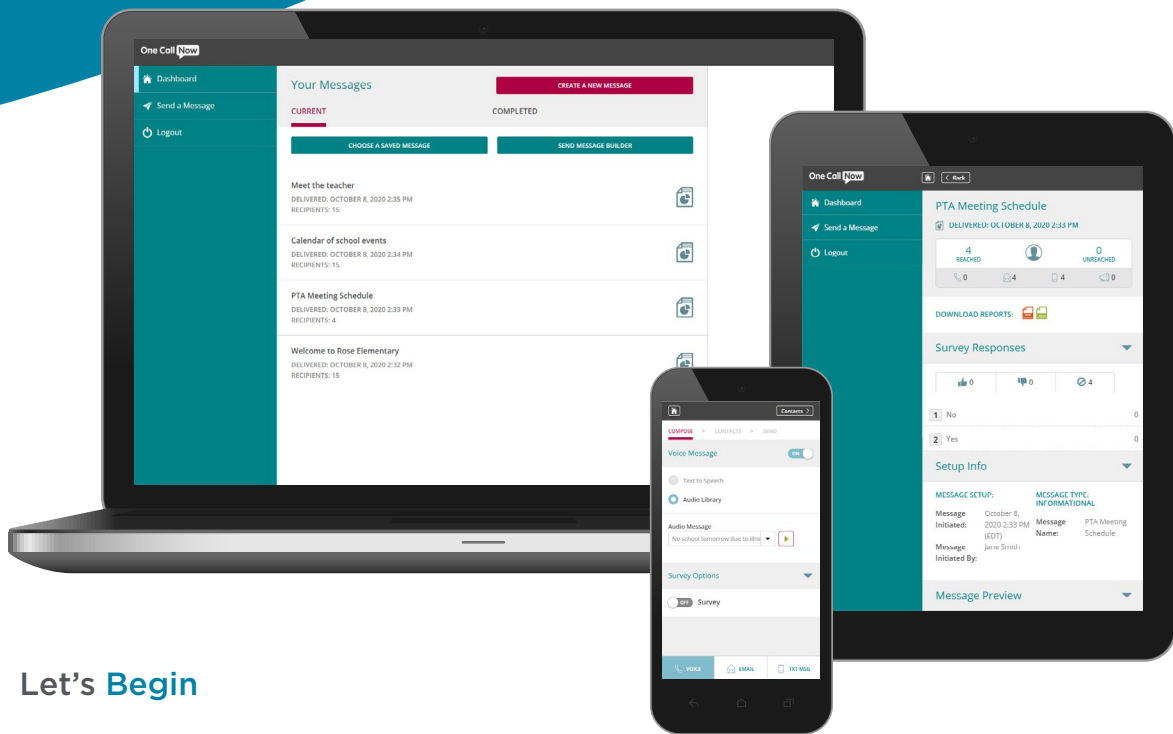 One Call Now
Dashboard
Send a Message
Logout
Your Messages
CREATE A NEW MESSAGE
CURRENT
COMPLETED
CHOOSE A SAVED MESSAGE
SEND MESSAGE BUILDER
Meet the teacher
DELIVERED: OCTOBER 8, 2020 2:35 PM
RECIPIENTS: 15
Calendar of school events
DELIVERED: OCTOBER 8, 2020 2:34 PM
RECIPIENTS: 15
PTA Meeting Schedule
DELIVERED: OCTOBER 8, 2020 2:33 PM
RECIPIENTS: 4
Welcome to Rose Elementary
DELIVERED: OCTOBER 8, 2020 2:32 PM
RECIPIENTS: 15
One Call Now
< Back
Dashboard
Send a Message
Logout
PTA Meeting Schedule
DELIVERED: OCTOBER 8, 2020 2:33 PM
4
REACHED
0
UNREACHED
0
4
4
0
DOWNLOAD REPORTS:
Survey Responses
0
0
4
1 No 0
2 Yes 0
Setup Info
MESSAGE SETUP:
Message Initiated: October 8, 2020 2:33 PM (EDT)
Message Initiated By: Jane Smith
MESSAGE TYPE: INFORMATIONAL
Message Name: PTA Meeting Schedule
Message Preview
Contacts >
COMPOSE > CONTACTS > SEND
Voice Message
ON
Text to Speech
Audio Library
Audio Message
No school tomorrow due to illne
Survey Options
OFF Survey
VOICE
EMAIL
TXT MSG
Let's Begin